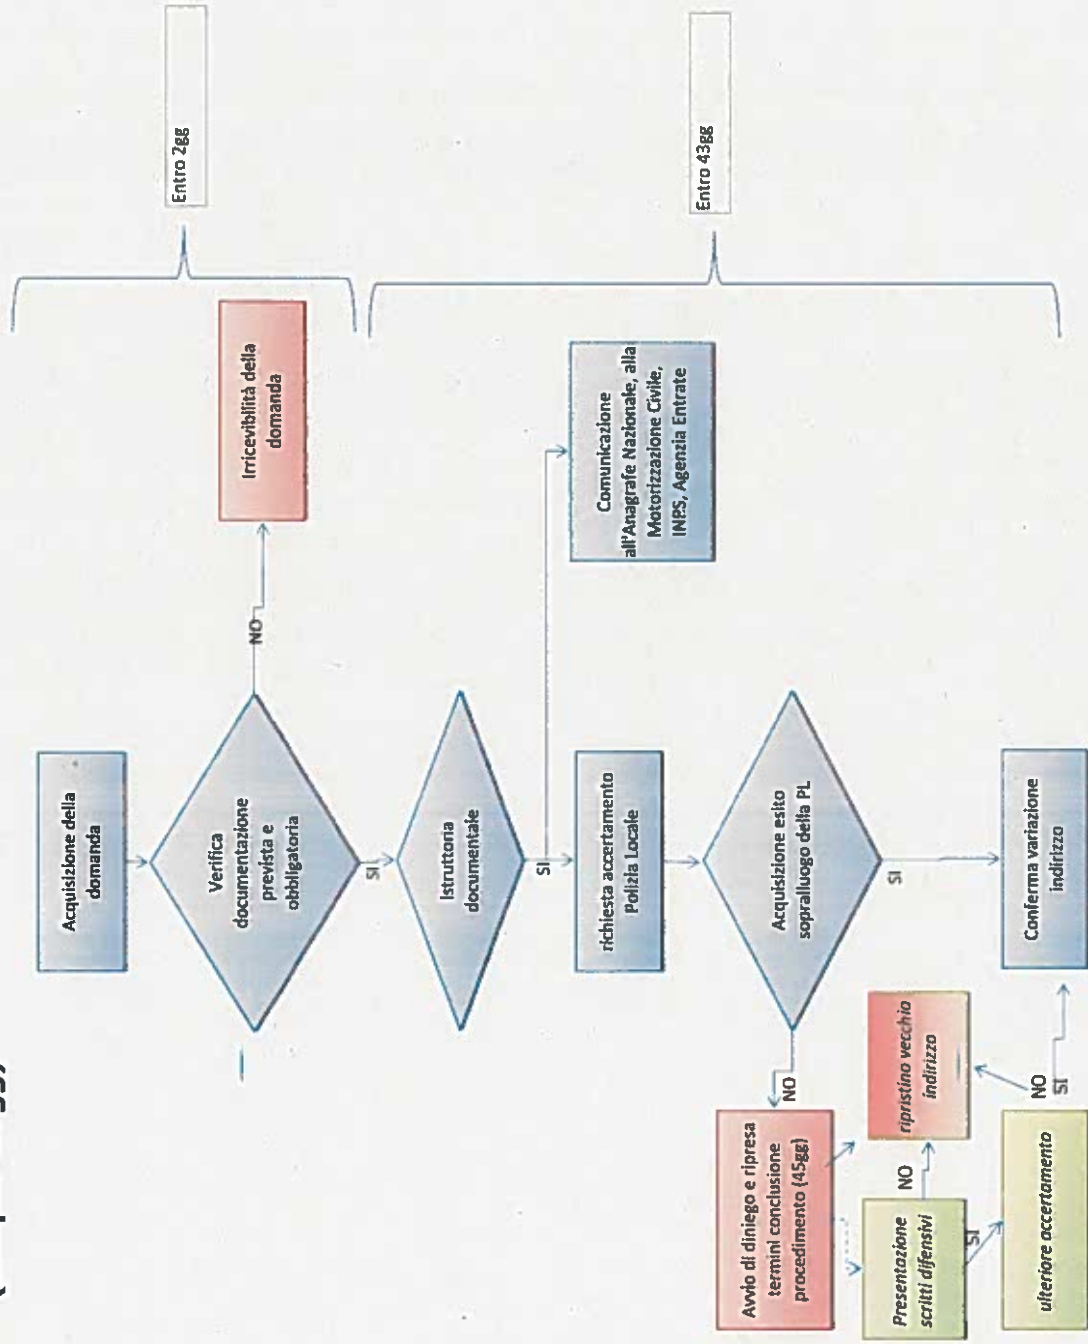 Acquisizione della
domanda
Verifica
documentazione
prevista e
obbligatoria
NO
Irricevibilità della
domanda
Entro 2gg
SI
Istruttoria
documentale
SI
Comunicazione
all'Anagrafe Nazionale, alla
Motorizzazione Civile,
INPS, Agenzia Entrate
richiesta accertamento
Polizia Locale
Entro 43gg
Acquisizione esito
sopralluogo della PL
NO
SI
Avvio di diniego e ripresa
termini conclusione
procedimento (45gg)
ripristino vecchio
indirizzo
Presentazione
scritti difensivi
NO
SI
ulteriore accertamento
NO
SI
Conferma variazione
indirizzo